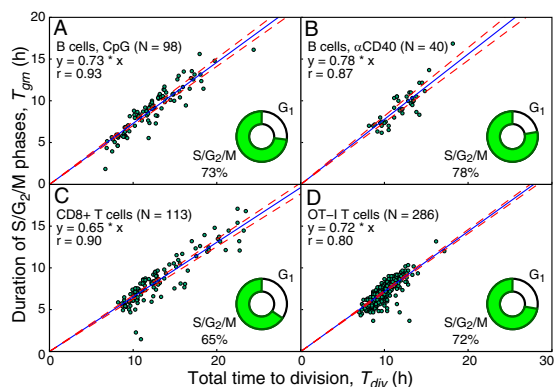 Duration of S/G2/M phases, Tgm (h)
20
15
10
5
0
A
B cells, CpG (N = 98)
y = 0.73 * x
r = 0.93
G1
S/G2/M
73%
B
B cells, αCD40 (N = 40)
y = 0.78 * x
r = 0.87
G1
S/G2/M
78%
15
10
5
0
C
CD8+ T cells (N = 113)
y = 0.65 * x
r = 0.90
G1
S/G2/M
65%
D
OT−I T cells (N = 286)
y = 0.72 * x
r = 0.80
G1
S/G2/M
72%
0 10 20 0 10 20 30
Total time to division, Tdiv (h)